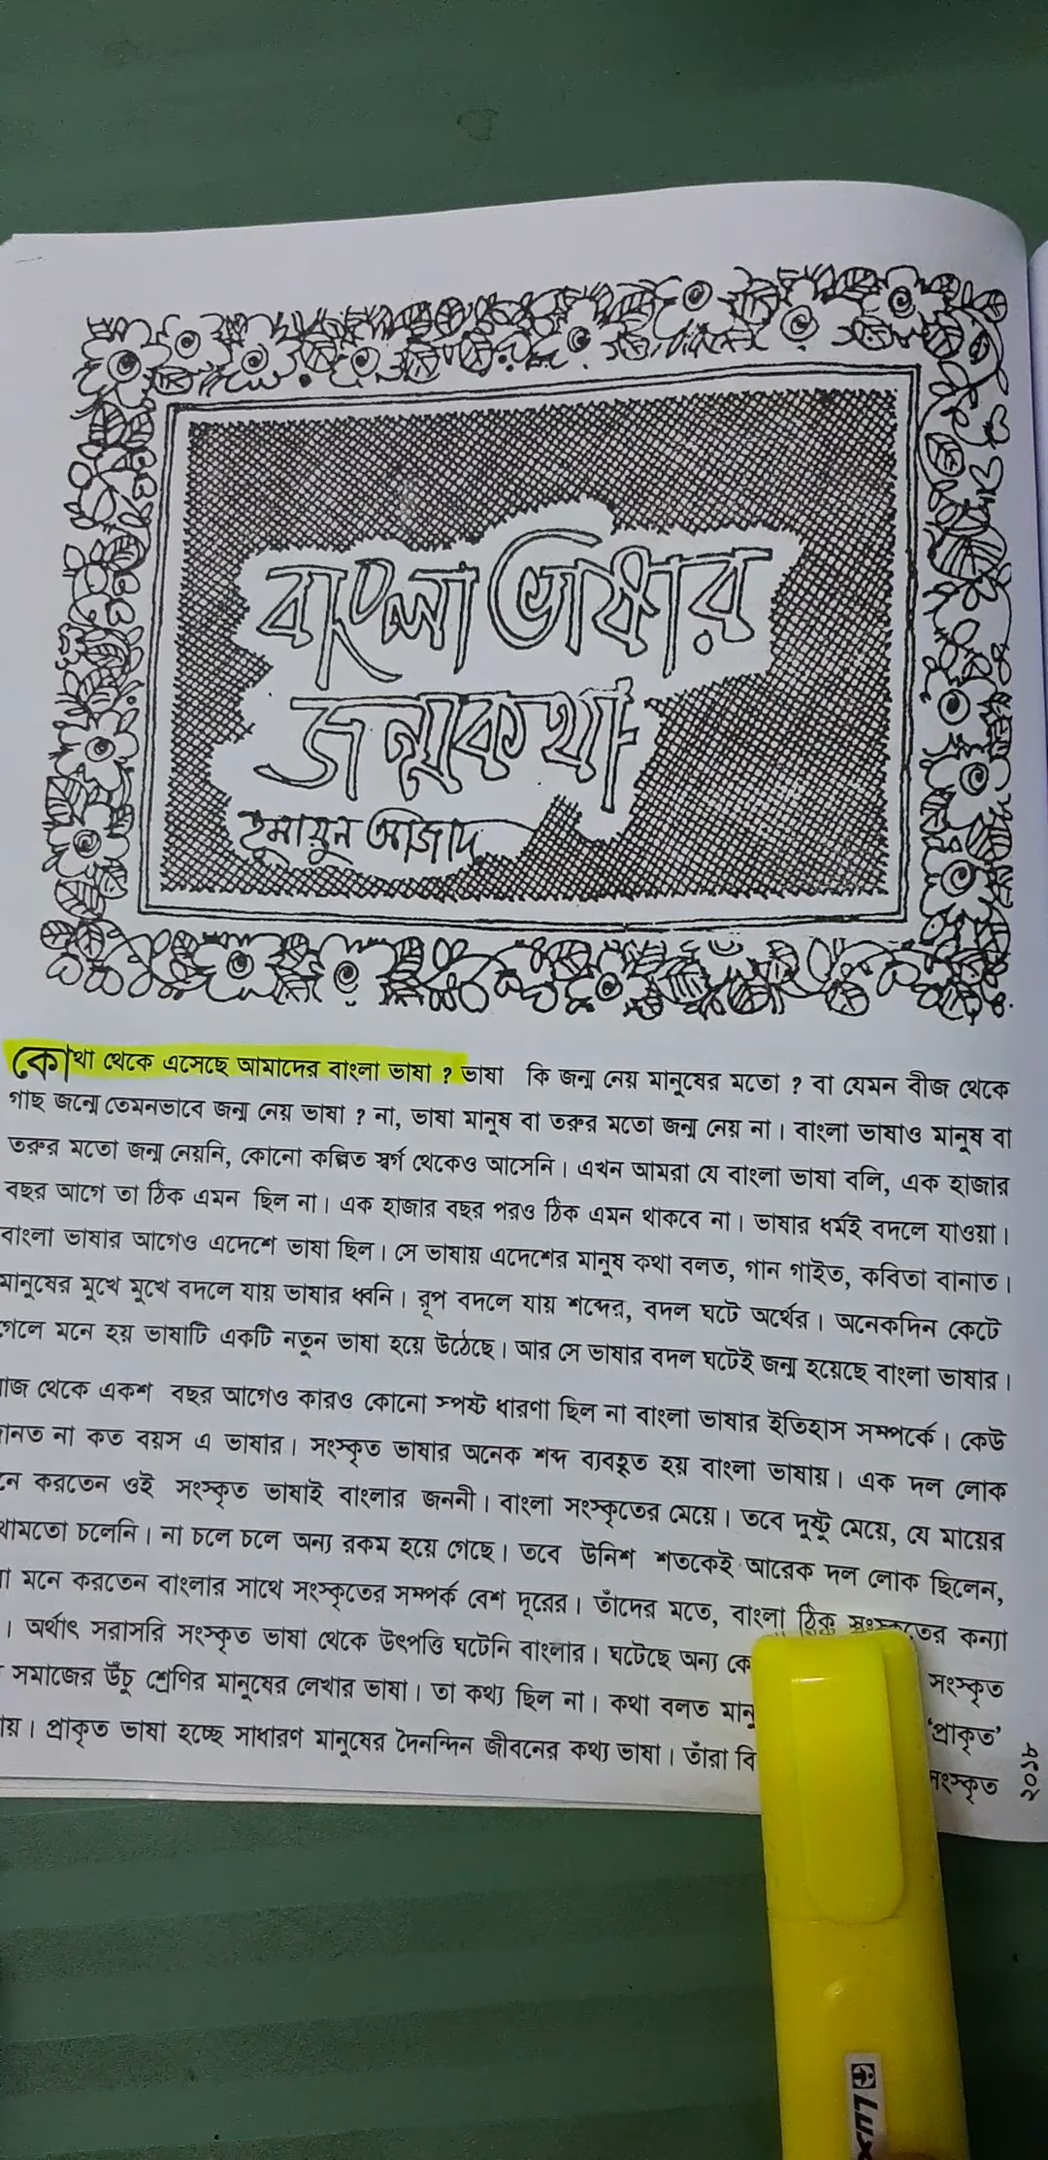 বাংলা ভাষার
জন্মকথা
হুমায়ুন আজাদ
কোথা থেকে এসেছে আমাদের বাংলা ভাষা ? ভাষা কি জন্ম নেয় মানুষের মতো ? বা যেমন বীজ থেকে
গাছ জন্মে তেমনভাবে জন্ম নেয় ভাষা ? না, ভাষা মানুষ বা তরুর মতো জন্ম নেয় না। বাংলা ভাষাও মানুষ বা
তরুর মতো জন্ম নেয়নি, কোনো কল্পিত স্বর্গ থেকেও আসেনি। এখন আমরা যে বাংলা ভাষা বলি, এক হাজার
বছর আগে তা ঠিক এমন ছিল না। এক হাজার বছর পরও ঠিক এমন থাকবে না। ভাষার ধর্মই বদলে যাওয়া।
বাংলা ভাষার আগেও এদেশে ভাষা ছিল। সে ভাষায় এদেশের মানুষ কথা বলত, গান গাইত, কবিতা বানাত।
মানুষের মুখে মুখে বদলে যায় ভাষার ধ্বনি। রূপ বদলে যায় শব্দের, বদল ঘটে অর্থের। অনেকদিন কেটে
গেলে মনে হয় ভাষাটি একটি নতুন ভাষা হয়ে উঠেছে। আর সে ভাষার বদল ঘটেই জন্ম হয়েছে বাংলা ভাষার।
থেকে একশ বছর আগেও কারও কোনো স্পষ্ট ধারণা ছিল না বাংলা ভাষার ইতিহাস সম্পর্কে। কেউ
না কত বয়স এ ভাষার। সংস্কৃত ভাষার অনেক শব্দ ব্যবহূত হয় বাংলা ভাষায়। এক দল লোক
করতেন ওই সংস্কৃত ভাষাই বাংলার জননী। বাংলা সংস্কৃতের মেয়ে। তবে দুষ্টু মেয়ে, যে মায়ের
চলেনি। না চলে চলে অন্য রকম হয়ে গেছে। তবে উনিশ শতকেই আরেক দল লোক ছিলেন,
মনে করতেন বাংলার সাথে সংস্কৃতের সম্পর্ক বেশ দূরের। তাঁদের মতে, বাংলা ঠিক সংস্কৃতের কন্যা
। অর্থাৎ সরাসরি সংস্কৃত ভাষা থেকে উৎপত্তি ঘটেনি বাংলার। ঘটেছে অন্য সংস্কৃত
সমাজের উঁচু শ্রেণির মানুষের লেখার ভাষা। তা কথ্য ছিল না। কথা বলত ‘প্রাকৃত’
। প্রাকৃত ভাষা হচ্ছে সাধারণ মানুষের দৈনন্দিন জীবনের কথ্য ভাষা। তাঁরা সংস্কৃত
২০১৮
LUX